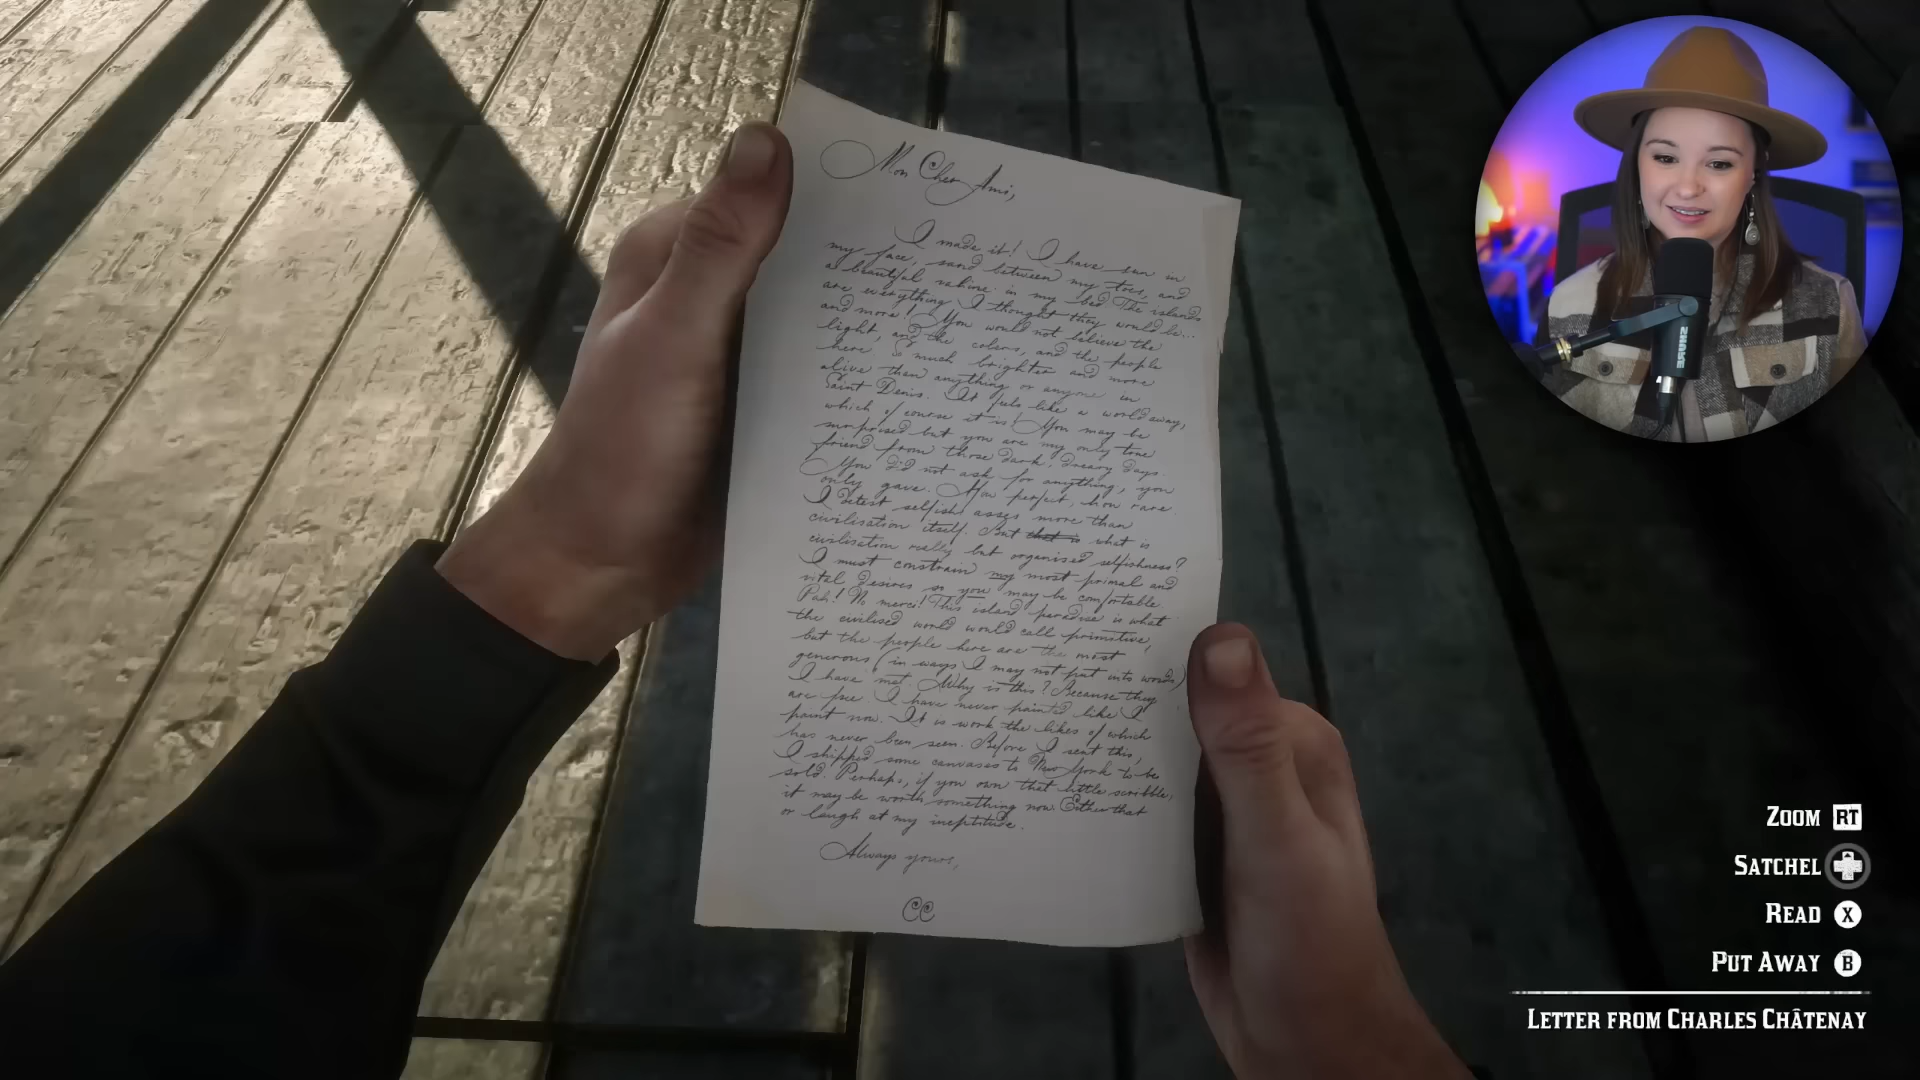 Mon Cher Ami,
I made it! I have sun in
my face, sand between my toes, and
a beautiful vahine in my bed. The islands
are everything I thought they would be...
and more! You would not believe the
light, and the colors, and the people
here. So much brighter and more
alive than anything or anyone in
Saint Denis. It feels like a world away,
which of course it is! You may be
surprised but you are my only true
friend from those dark, dreary days.
You did not ask for anything, you
only gave. How perfect, how rare.
I detest selfish asses more than
civilisation itself. But that is what is
civilisation really but organised selfishness?
I must constrain my most primal and
vital desires so you may be comfortable.
Pah! No merci! This island paradise is what
the civilised world would call primitive,
but the people here are the most
generous (in ways I may not put into words)
I have met. Why is this? Because they
are free. I have never painted like I
paint now. It is work the likes of which
has never been seen. Before I sent this,
I shipped some canvases to New York to be
sold. Perhaps, if you own that little scribble,
it may be worth something now. Either that
or laugh at my ineptitude.
Always yours,
CC
SHURE
ZOOM RT
SATCHEL
READ X
PUT AWAY B
LETTER FROM CHARLES CHÂTENAY